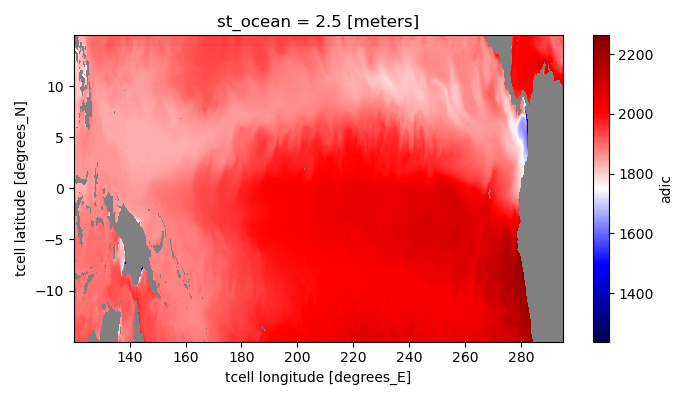 st_ocean = 2.5 [meters]
10
5
0
−5
−10
tcell latitude [degrees_N]
140 160 180 200 220 240 260 280
tcell longitude [degrees_E]
2200
2000
1800
1600
1400
adic